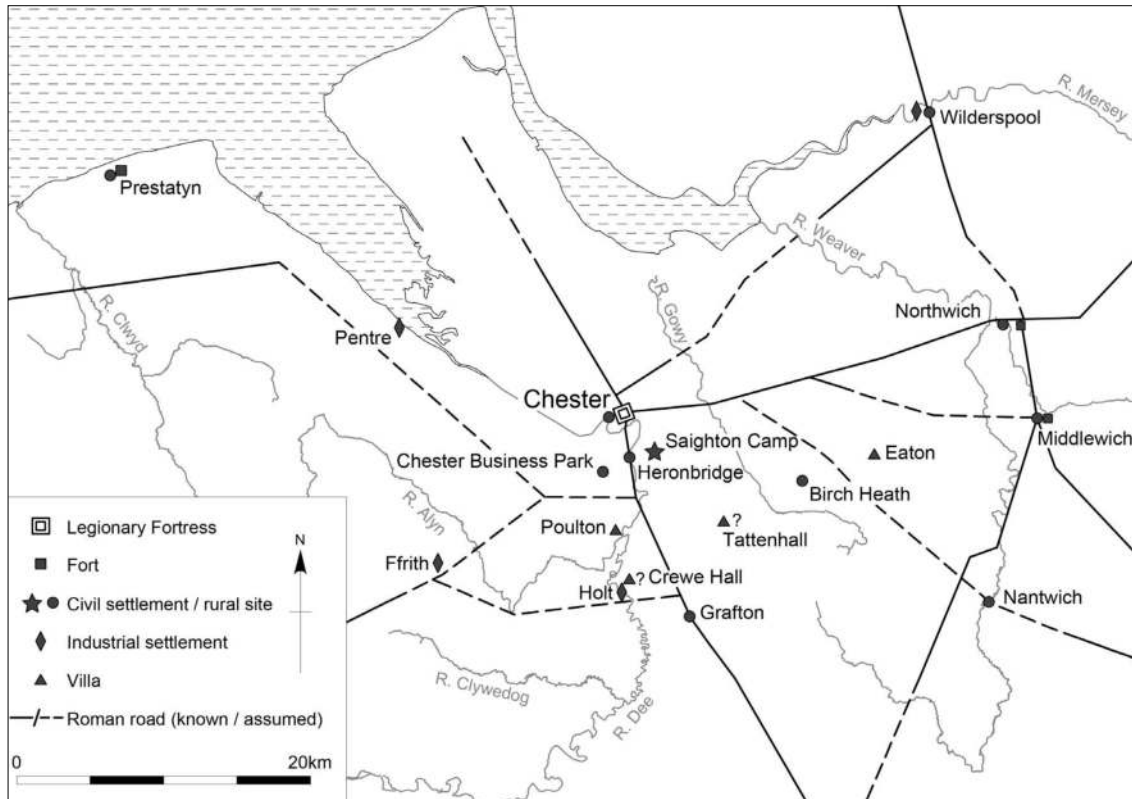 R. Mersey
Wilderspool
Prestatyn
R. Weaver
R. Clwyd
R. Gowy
Northwich
Pentre
Chester
Saighton Camp
Middlewich
Chester Business Park
Heronbridge
Eaton
Birch Heath
R. Alyn
Poulton
?
Tattenhall
Ffrith
? Crewe Hall
Holt
Nantwich
Grafton
R. Clywedog
R. Dee
Legionary Fortress
N
Fort
Civil settlement / rural site
Industrial settlement
Villa
Roman road (known / assumed)
0 20km